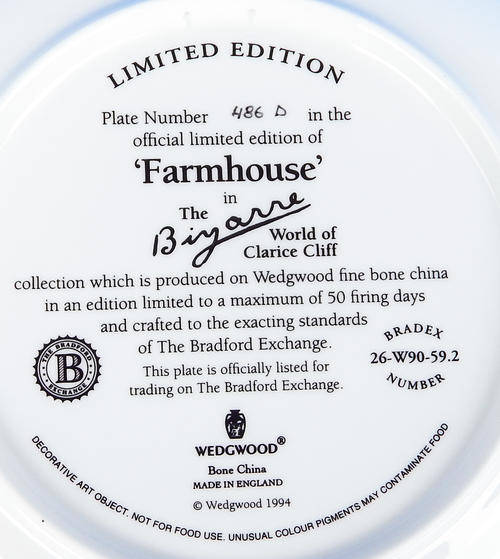 LIMITED EDITION
Plate Number 486 D in the
official limited edition of
'Farmhouse'
in
The Bizarre World of
Clarice Cliff
collection which is produced on Wedgwood fine bone china
in an edition limited to a maximum of 50 firing days
and crafted to the exacting standards
of The Bradford Exchange.
This plate is officially listed for
trading on The Bradford Exchange.
THE BRADFORD
B
EXCHANGE
BRADEX
26-W90-59.2
NUMBER
WEDGWOOD®
Bone China
MADE IN ENGLAND
© Wedgwood 1994
DECORATIVE ART OBJECT. NOT FOR FOOD USE. UNUSUAL COLOUR PIGMENTS MAY CONTAMINATE FOOD